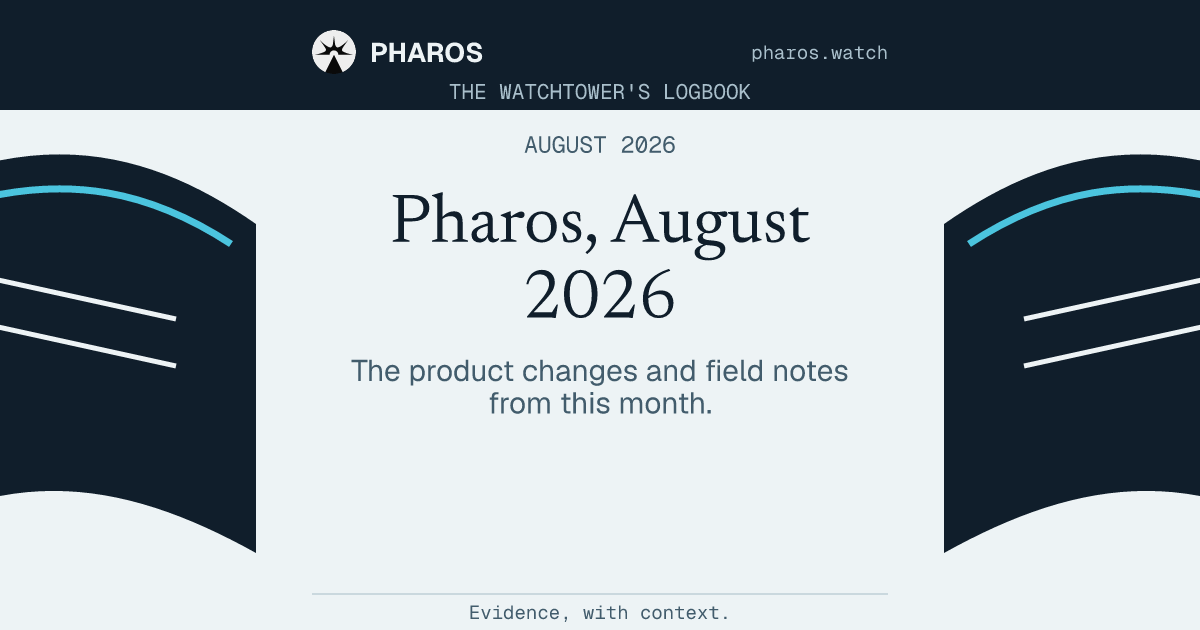 PHAROS
pharos.watch
THE WATCHTOWER'S LOGBOOK
AUGUST 2026
Pharos, August
2026
The product changes and field notes
from this month.
Evidence, with context.